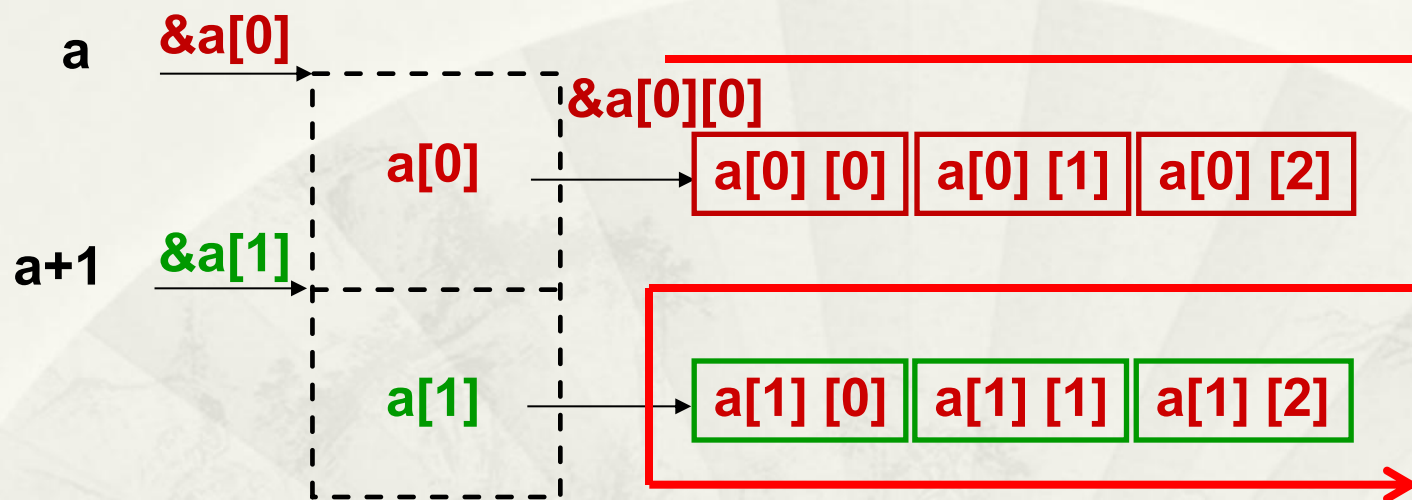 a &a[0]
&a[0][0]
a[0] a[0] [0] a[0] [1] a[0] [2]
a+1 &a[1]
a[1] a[1] [0] a[1] [1] a[1] [2]